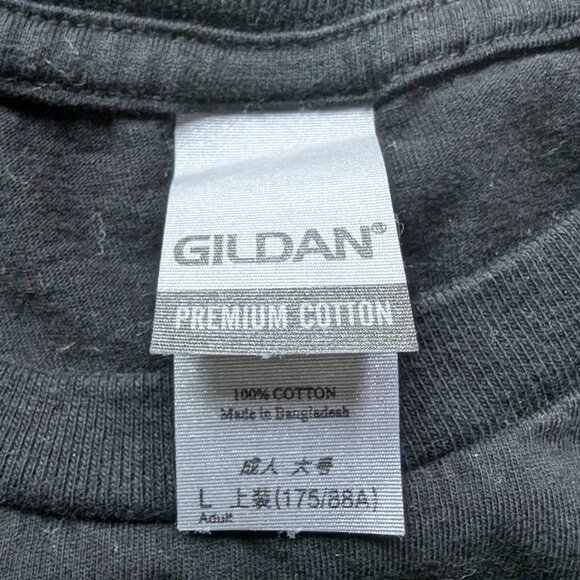 GILDAN®
PREMIUM COTTON
100% COTTON
Made in Bangladesh
成人 大号
L 上装(175/88A)
Adult